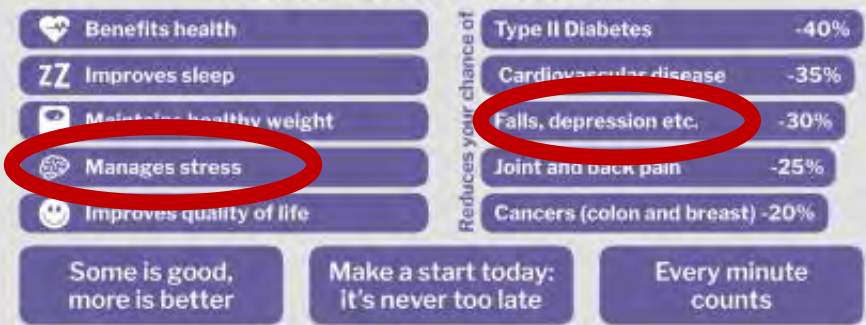 Benefits health
ZZ Improves sleep
Maintains healthy weight
Manages stress
Improves quality of life
Reduces your chance of
Type II Diabetes -40%
Cardiovascular disease -35%
Falls, depression etc. -30%
Joint and back pain -25%
Cancers (colon and breast) -20%
Some is good,
more is better
Make a start today:
it's never too late
Every minute
counts